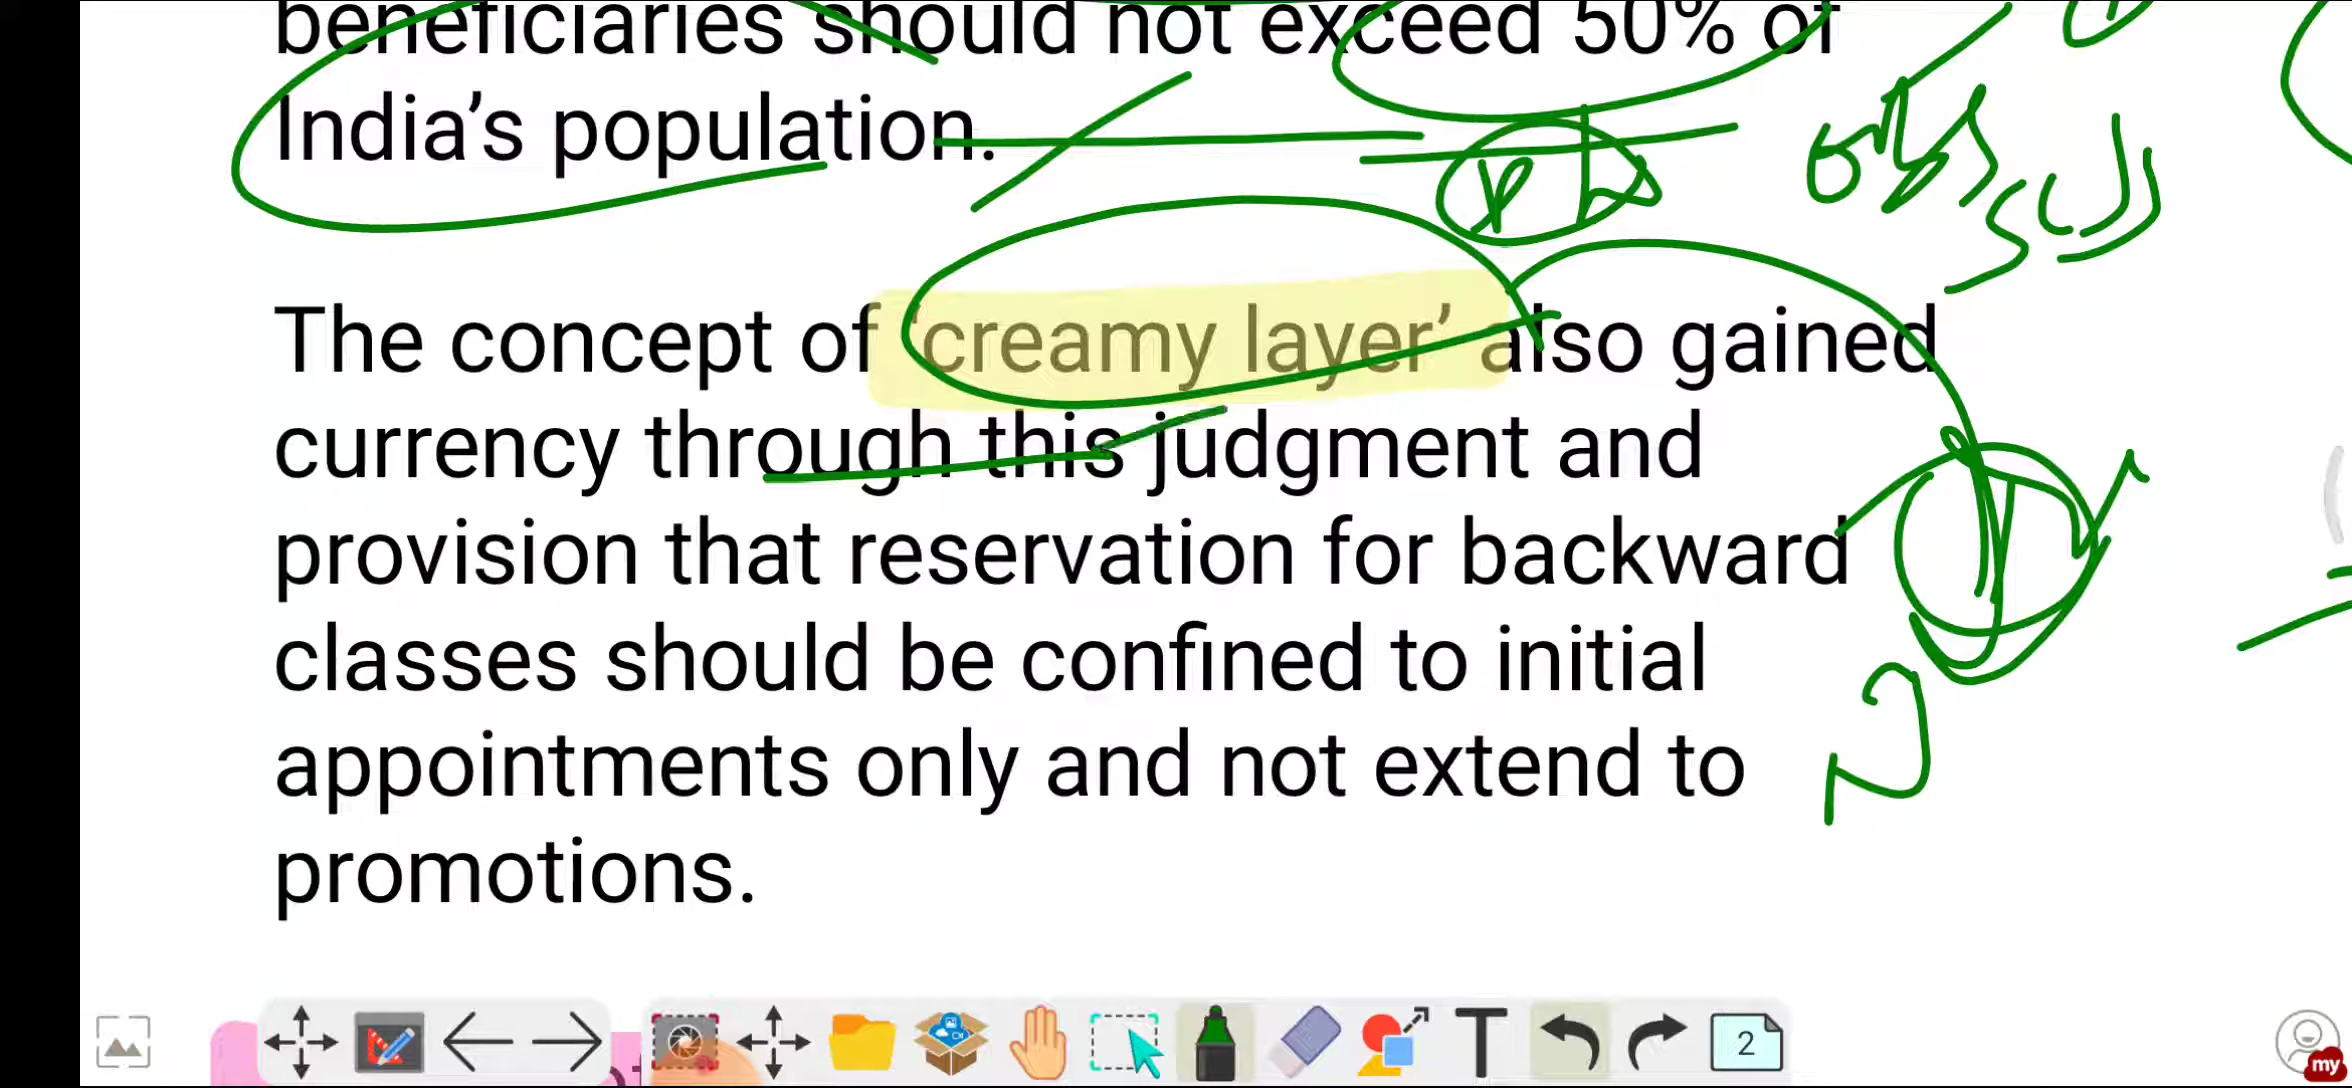 beneficiaries should not exceed 50% of
India’s population.
The concept of ‘creamy layer’ also gained
currency through this judgment and
provision that reservation for backward
classes should be confined to initial
appointments only and not extend to
promotions.
T
2
my